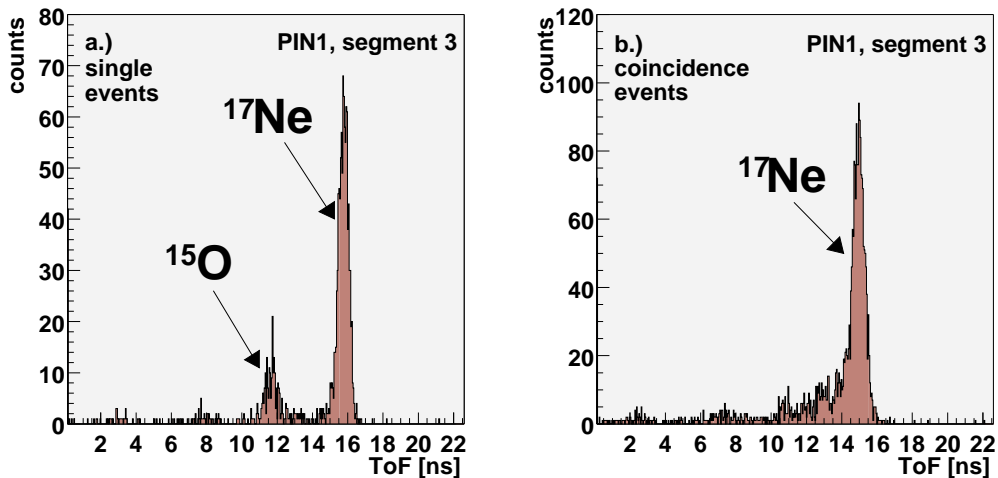 a.)
single
events
PIN1, segment 3
counts
80
70
60
50
40
30
20
10
0
17Ne
15O
2 4 6 8 10 12 14 16 18 20 22
ToF [ns]
b.)
coincidence
events
PIN1, segment 3
counts
120
100
80
60
40
20
0
17Ne
2 4 6 8 10 12 14 16 18 20 22
ToF [ns]